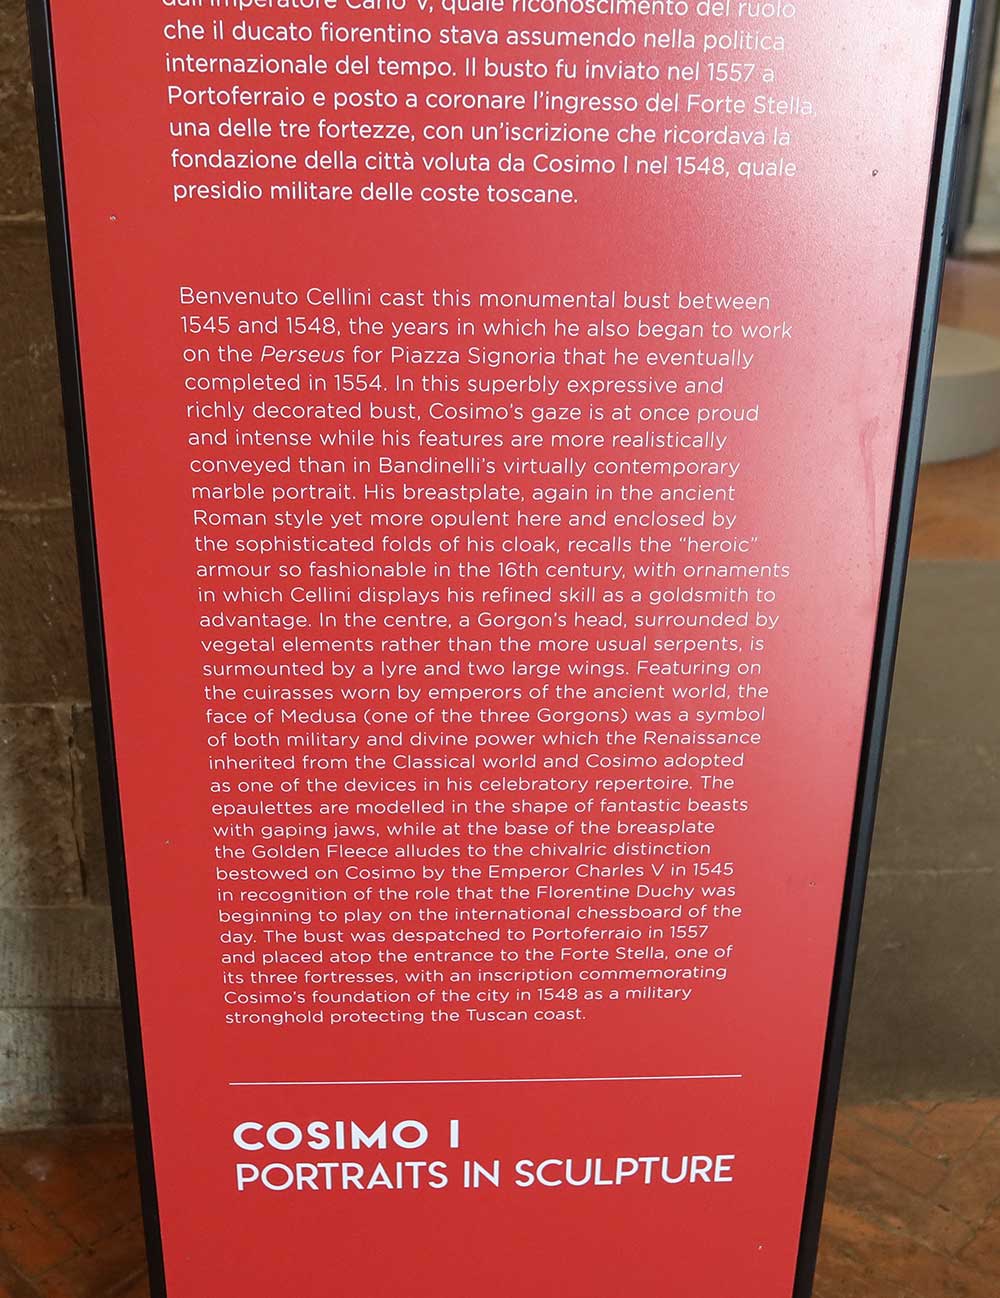 dall'imperatore Carlo V, quale riconoscimento del ruolo
che il ducato fiorentino stava assumendo nella politica
internazionale del tempo. Il busto fu inviato nel 1557 a
Portoferraio e posto a coronare l'ingresso del Forte Stella,
una delle tre fortezze, con un'iscrizione che ricordava la
fondazione della città voluta da Cosimo I nel 1548, quale
presidio militare delle coste toscane.
Benvenuto Cellini cast this monumental bust between
1545 and 1548, the years in which he also began to work
on the Perseus for Piazza Signoria that he eventually
completed in 1554. In this superbly expressive and
richly decorated bust, Cosimo's gaze is at once proud
and intense while his features are more realistically
conveyed than in Bandinelli's virtually contemporary
marble portrait. His breastplate, again in the ancient
Roman style yet more opulent here and enclosed by
the sophisticated folds of his cloak, recalls the “heroic”
armour so fashionable in the 16th century, with ornaments
in which Cellini displays his refined skill as a goldsmith to
advantage. In the centre, a Gorgon's head, surrounded by
vegetal elements rather than the more usual serpents, is
surmounted by a lyre and two large wings. Featuring on
the cuirasses worn by emperors of the ancient world, the
face of Medusa (one of the three Gorgons) was a symbol
of both military and divine power which the Renaissance
inherited from the Classical world and Cosimo adopted
as one of the devices in his celebratory repertoire. The
epaulettes are modelled in the shape of fantastic beasts
with gaping jaws, while at the base of the breasplate
the Golden Fleece alludes to the chivalric distinction
bestowed on Cosimo by the Emperor Charles V in 1545
in recognition of the role that the Florentine Duchy was
beginning to play on the international chessboard of the
day. The bust was despatched to Portoferraio in 1557
and placed atop the entrance to the Forte Stella, one of
its three fortresses, with an inscription commemorating
Cosimo's foundation of the city in 1548 as a military
stronghold protecting the Tuscan coast.
COSIMO I
PORTRAITS IN SCULPTURE